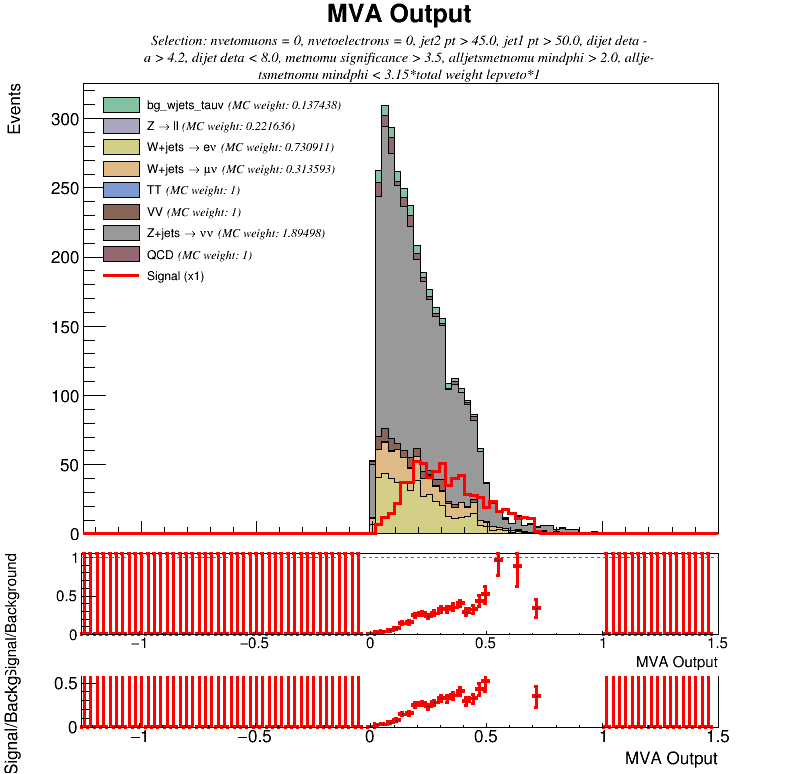 MVA Output
Selection: nvetomuons = 0, nvetoelectrons = 0, jet2 pt > 45.0, jet1 pt > 50.0, dijet deta -
a > 4.2, dijet deta < 8.0, metnomu significance > 3.5, alljetsmetnomu mindphi > 2.0, allje-
tsmetnomu mindphi < 3.15*total weight lepveto*1
Events
300
250
200
150
100
50
0
bg_wjets_tauv (MC weight: 0.137438)
Z → ll (MC weight: 0.221636)
W+jets → eν (MC weight: 0.730911)
W+jets → μν (MC weight: 0.313593)
TT (MC weight: 1)
VV (MC weight: 1)
Z+jets → νν (MC weight: 1.89498)
QCD (MC weight: 1)
Signal (x1)
Signal/Background
1
0.5
0
−1 −0.5 0 0.5 1 1.5
MVA Output
Signal/Backg
0.5
0
−1 −0.5 0 0.5 1 1.5
MVA Output